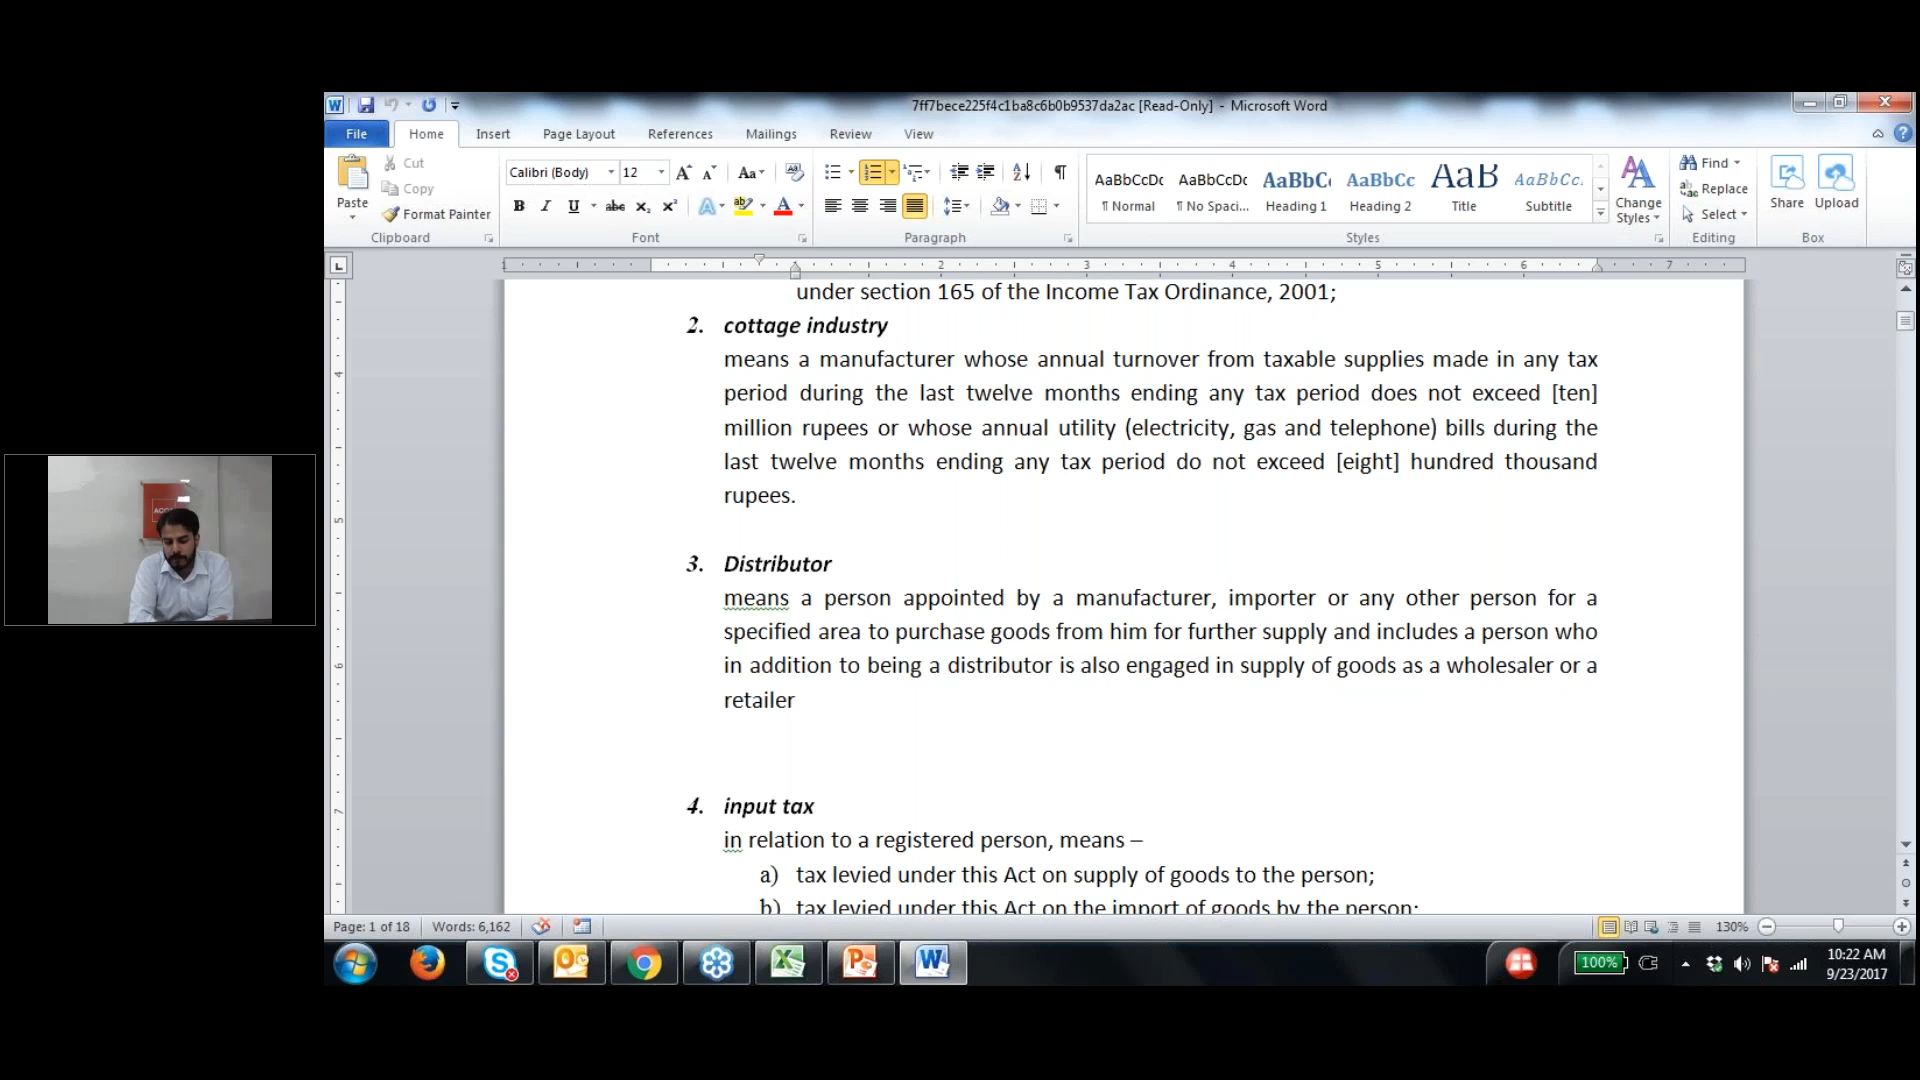 7ff7bece225f4c1ba8c6b0b9537da2ac [Read-Only] - Microsoft Word
File Home Insert Page Layout References Mailings Review View
Paste
Cut
Copy
Format Painter
Clipboard
Calibri (Body) 12
Font
Paragraph
AaBbCcDc AaBbCcDc AaBbC AaBbCc AaB AaBbCc.
¶ Normal ¶ No Spaci... Heading 1 Heading 2 Title Subtitle
Change
Styles
Styles
Find
Replace
Select
Editing
Share Upload
Box
1 1 2 3 4 5 6 7
under section 165 of the Income Tax Ordinance, 2001;
2. cottage industry
means a manufacturer whose annual turnover from taxable supplies made in any tax
period during the last twelve months ending any tax period does not exceed [ten]
million rupees or whose annual utility (electricity, gas and telephone) bills during the
last twelve months ending any tax period do not exceed [eight] hundred thousand
rupees.
3. Distributor
means a person appointed by a manufacturer, importer or any other person for a
specified area to purchase goods from him for further supply and includes a person who
in addition to being a distributor is also engaged in supply of goods as a wholesaler or a
retailer
4. input tax
in relation to a registered person, means –
a) tax levied under this Act on supply of goods to the person;
b) tax levied under this Act on the import of goods by the person;
Page: 1 of 18 Words: 6,162 130%
100% 10:22 AM
9/23/2017